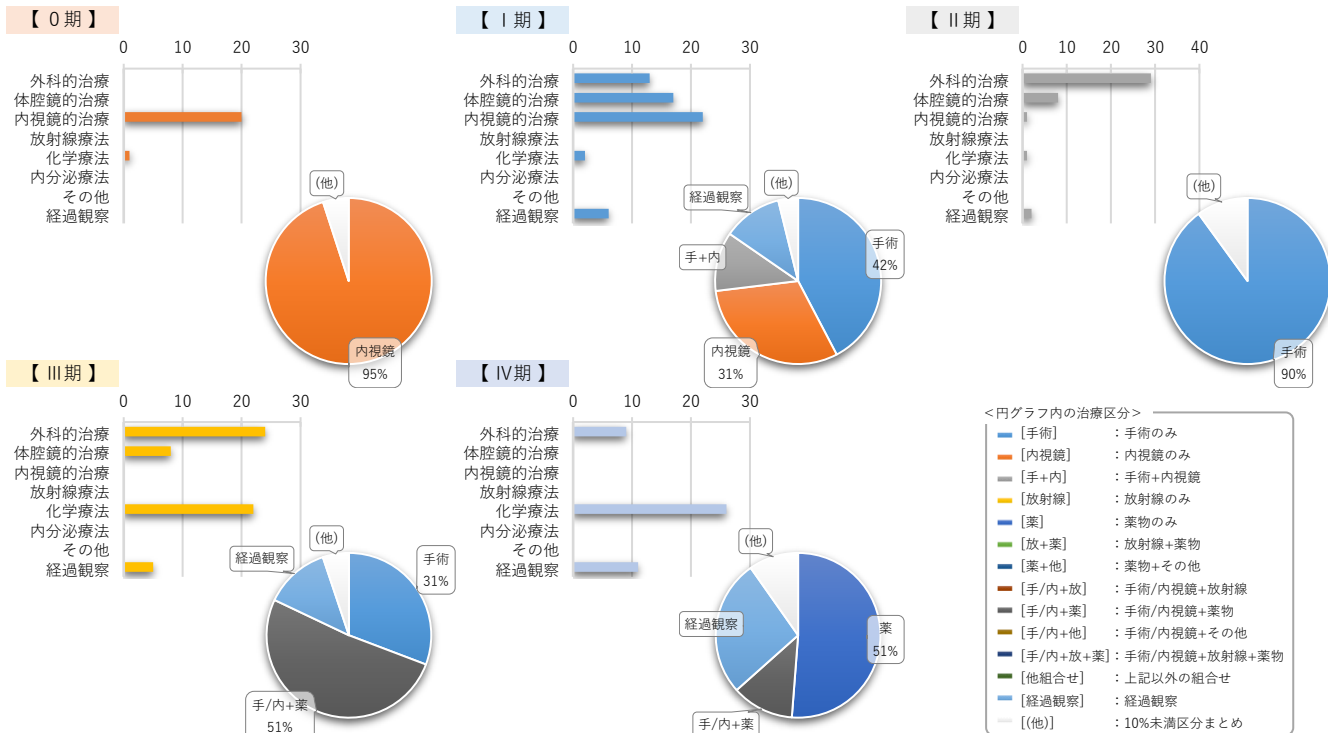 【 0期 】
0 10 20 30
外科的治療
体腔鏡的治療
内視鏡的治療
放射線療法
化学療法
内分泌療法
その他
経過観察
(他)
内視鏡
95%
【 Ⅰ期 】
0 10 20 30
外科的治療
体腔鏡的治療
内視鏡的治療
放射線療法
化学療法
内分泌療法
その他
経過観察
(他)
経過観察
手+内
手術
42%
内視鏡
31%
【 Ⅱ期 】
0 10 20 30 40
外科的治療
体腔鏡的治療
内視鏡的治療
放射線療法
化学療法
内分泌療法
その他
経過観察
(他)
手術
90%
【 Ⅲ期 】
0 10 20 30
外科的治療
体腔鏡的治療
内視鏡的治療
放射線療法
化学療法
内分泌療法
その他
経過観察
(他)
経過観察
手術
31%
手/内+薬
51%
【 Ⅳ期 】
0 10 20 30
外科的治療
体腔鏡的治療
内視鏡的治療
放射線療法
化学療法
内分泌療法
その他
経過観察
(他)
経過観察
薬
51%
手/内+薬
<円グラフ内の治療区分>
[手術] ：手術のみ
[内視鏡] ：内視鏡のみ
[手+内] ：手術+内視鏡
[放射線] ：放射線のみ
[薬] ：薬物のみ
[放+薬] ：放射線+薬物
[薬+他] ：薬物+その他
[手/内+放] ：手術/内視鏡+放射線
[手/内+薬] ：手術/内視鏡+薬物
[手/内+他] ：手術/内視鏡+その他
[手/内+放+薬] ：手術/内視鏡+放射線+薬物
[他組合せ] ：上記以外の組合せ
[経過観察] ：経過観察
[(他)] ：10%未満区分まとめ